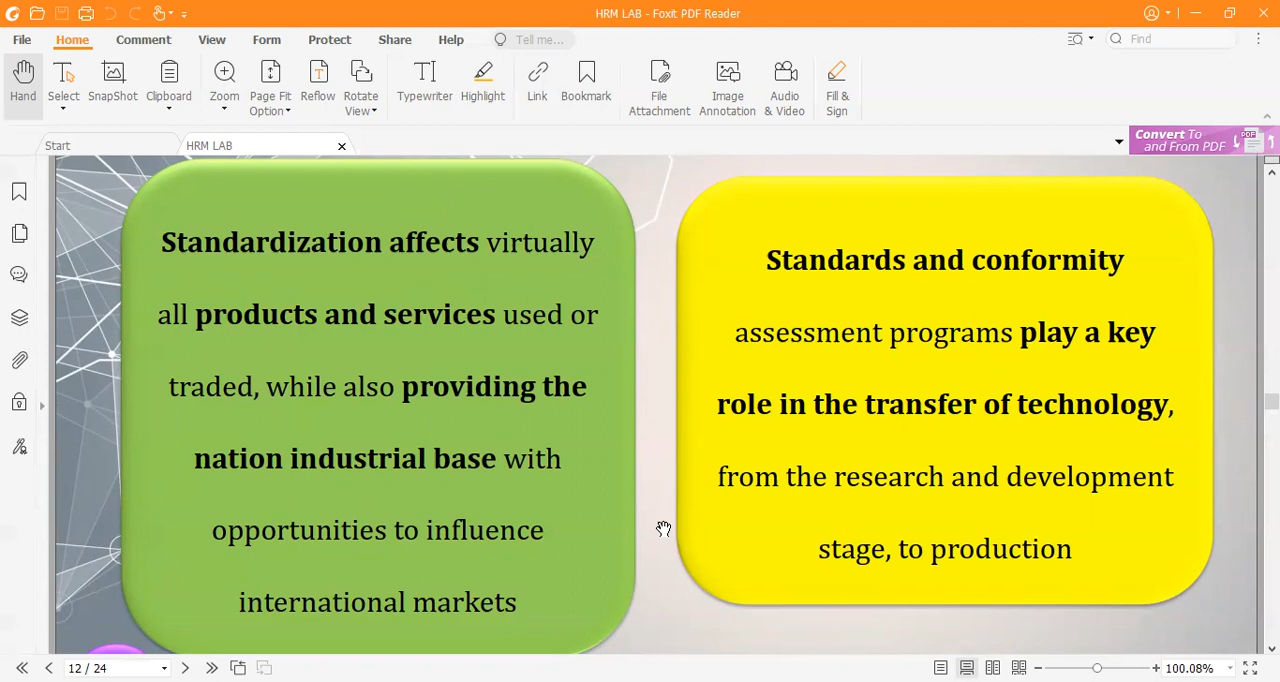 HRM LAB - Foxit PDF Reader
File Home Comment View Form Protect Share Help Tell me... Find
Hand Select SnapShot Clipboard Zoom Page Fit Option Reflow Rotate View Typewriter Highlight Link Bookmark File Attachment Image Annotation Audio & Video Fill & Sign
Start HRM LAB
Convert To
and From PDF
PDF
Standardization affects virtually
all products and services used or
traded, while also providing the
nation industrial base with
opportunities to influence
international markets
Standards and conformity
assessment programs play a key
role in the transfer of technology,
from the research and development
stage, to production
12 / 24
100.08%